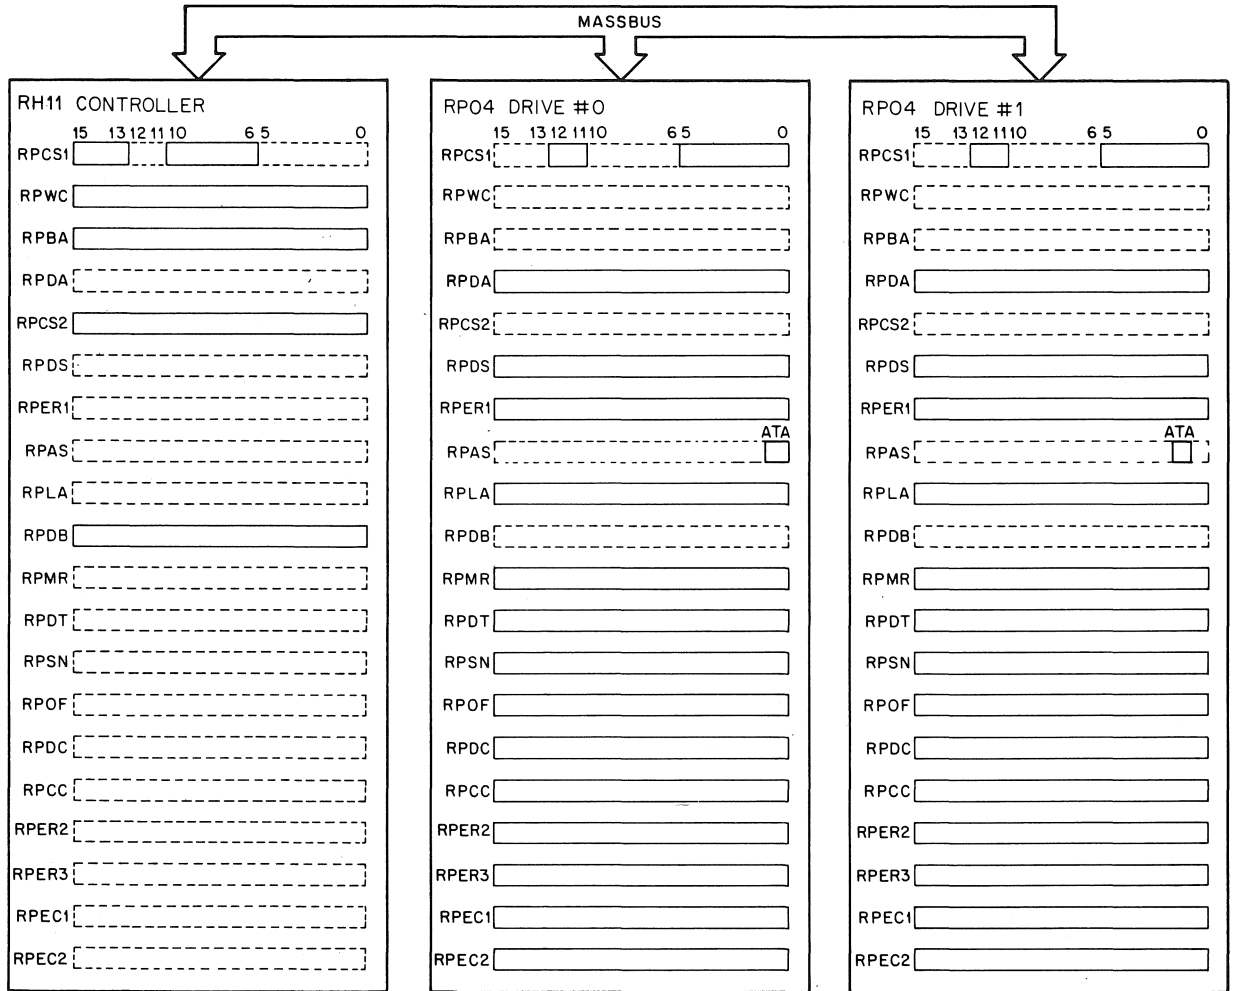 MASSBUS
RH11 CONTROLLER
15 13 12 11 10 6 5 0
RPCS1
RPWC
RPBA
RPDA
RPCS2
RPDS
RPER1
RPAS
RPLA
RPDB
RPMR
RPDT
RPSN
RPOF
RPDC
RPCC
RPER2
RPER3
RPEC1
RPEC2
RPO4 DRIVE #0
15 13 12 11 10 6 5 0
RPCS1
RPWC
RPBA
RPDA
RPCS2
RPDS
RPER1
ATA
RPAS
RPLA
RPDB
RPMR
RPDT
RPSN
RPOF
RPDC
RPCC
RPER2
RPER3
RPEC1
RPEC2
RPO4 DRIVE #1
15 13 12 11 10 6 5 0
RPCS1
RPWC
RPBA
RPDA
RPCS2
RPDS
RPER1
ATA
RPAS
RPLA
RPDB
RPMR
RPDT
RPSN
RPOF
RPDC
RPCC
RPER2
RPER3
RPEC1
RPEC2